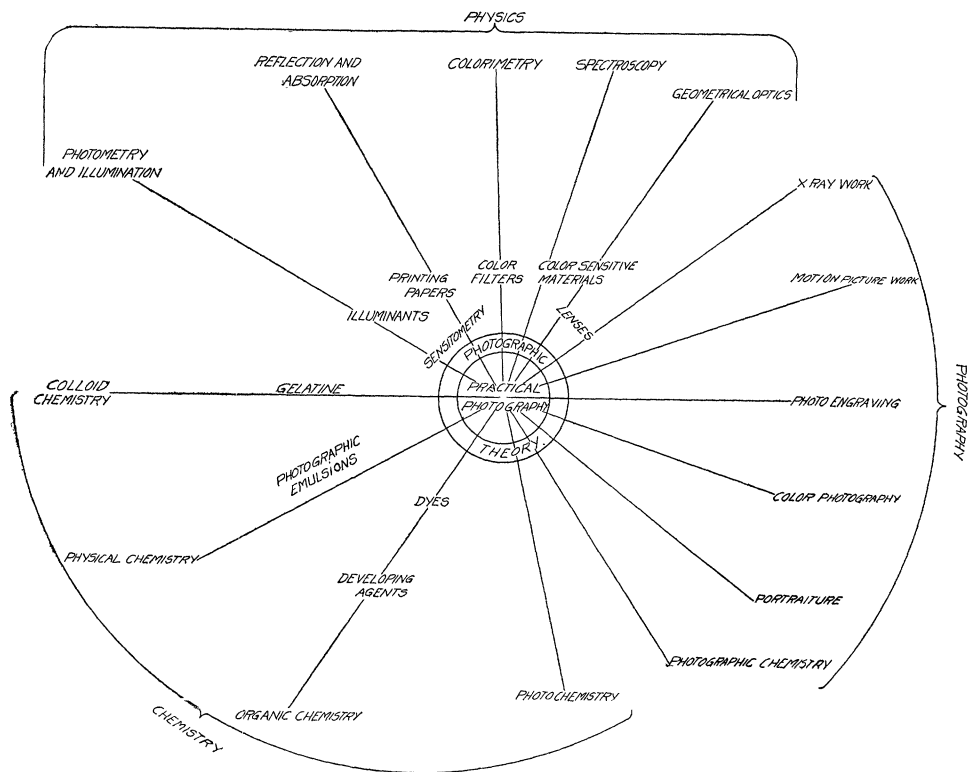 PHYSICS
REFLECTION AND
ABSORPTION
COLORIMETRY
SPECTROSCOPY
GEOMETRICAL OPTICS
PHOTOMETRY
AND ILLUMINATION
X RAY WORK
MOTION PICTURE WORK
PRINTING
PAPERS
COLOR
FILTERS
COLOR SENSITIVE
MATERIALS
ILLUMINANTS
SENSITOMETRY
LENSES
PHOTOGRAPHIC
PRACTICAL
PHOTOGRAPHY
THEORY.
COLLOID
CHEMISTRY
GELATINE
PHOTO ENGRAVING
PHOTOGRAPHY
PHOTOGRAPHIC
EMULSIONS
DYES
COLOR PHOTOGRAPHY
PHYSICAL CHEMISTRY
DEVELOPING
AGENTS
PORTRAITURE
PHOTOGRAPHIC CHEMISTRY
PHOTOCHEMISTRY
ORGANIC CHEMISTRY
CHEMISTRY